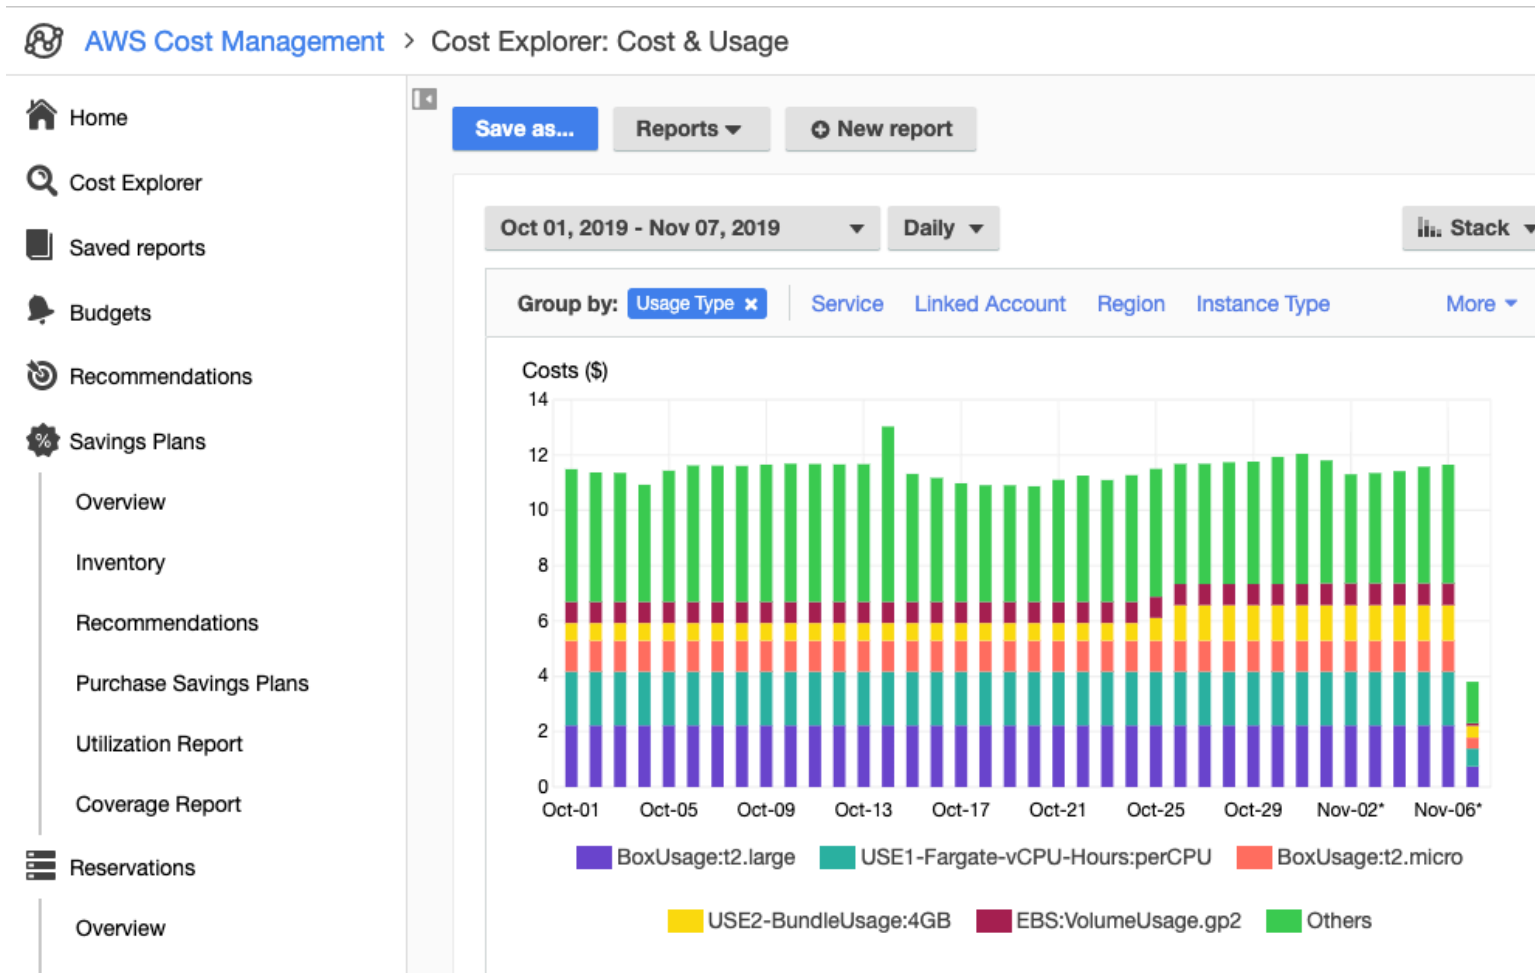 AWS Cost Management > Cost Explorer: Cost & Usage
Home
Cost Explorer
Saved reports
Budgets
Recommendations
% Savings Plans
Overview
Inventory
Recommendations
Purchase Savings Plans
Utilization Report
Coverage Report
Reservations
Overview
Save as...
Reports
New report
Oct 01, 2019 - Nov 07, 2019
Daily
Stack
Group by: Usage Type × Service Linked Account Region Instance Type More
Costs ($)
14
12
10
8
6
4
2
0
Oct-01 Oct-05 Oct-09 Oct-13 Oct-17 Oct-21 Oct-25 Oct-29 Nov-02* Nov-06*
BoxUsage:t2.large USE1-Fargate-vCPU-Hours:perCPU BoxUsage:t2.micro
USE2-BundleUsage:4GB EBS:VolumeUsage.gp2 Others